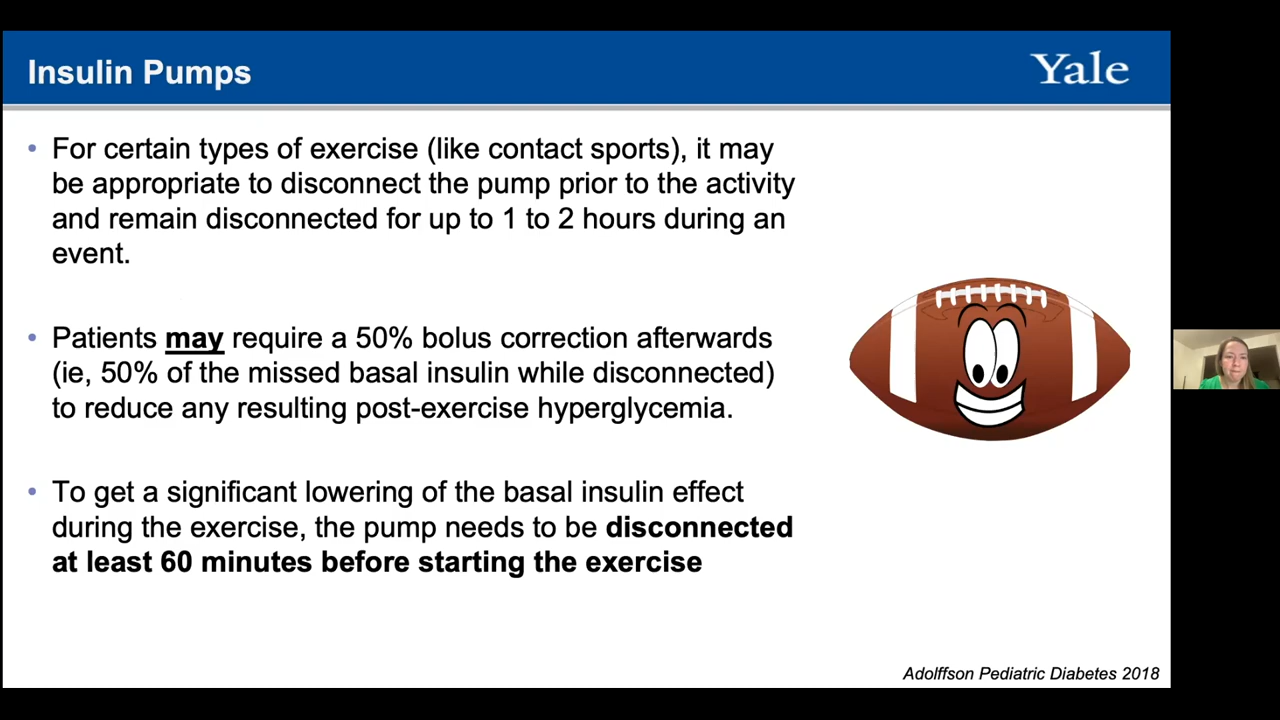 Insulin Pumps
Yale
• For certain types of exercise (like contact sports), it may
be appropriate to disconnect the pump prior to the activity
and remain disconnected for up to 1 to 2 hours during an
event.
• Patients may require a 50% bolus correction afterwards
(ie, 50% of the missed basal insulin while disconnected)
to reduce any resulting post-exercise hyperglycemia.
• To get a significant lowering of the basal insulin effect
during the exercise, the pump needs to be disconnected
at least 60 minutes before starting the exercise
Adolffson Pediatric Diabetes 2018